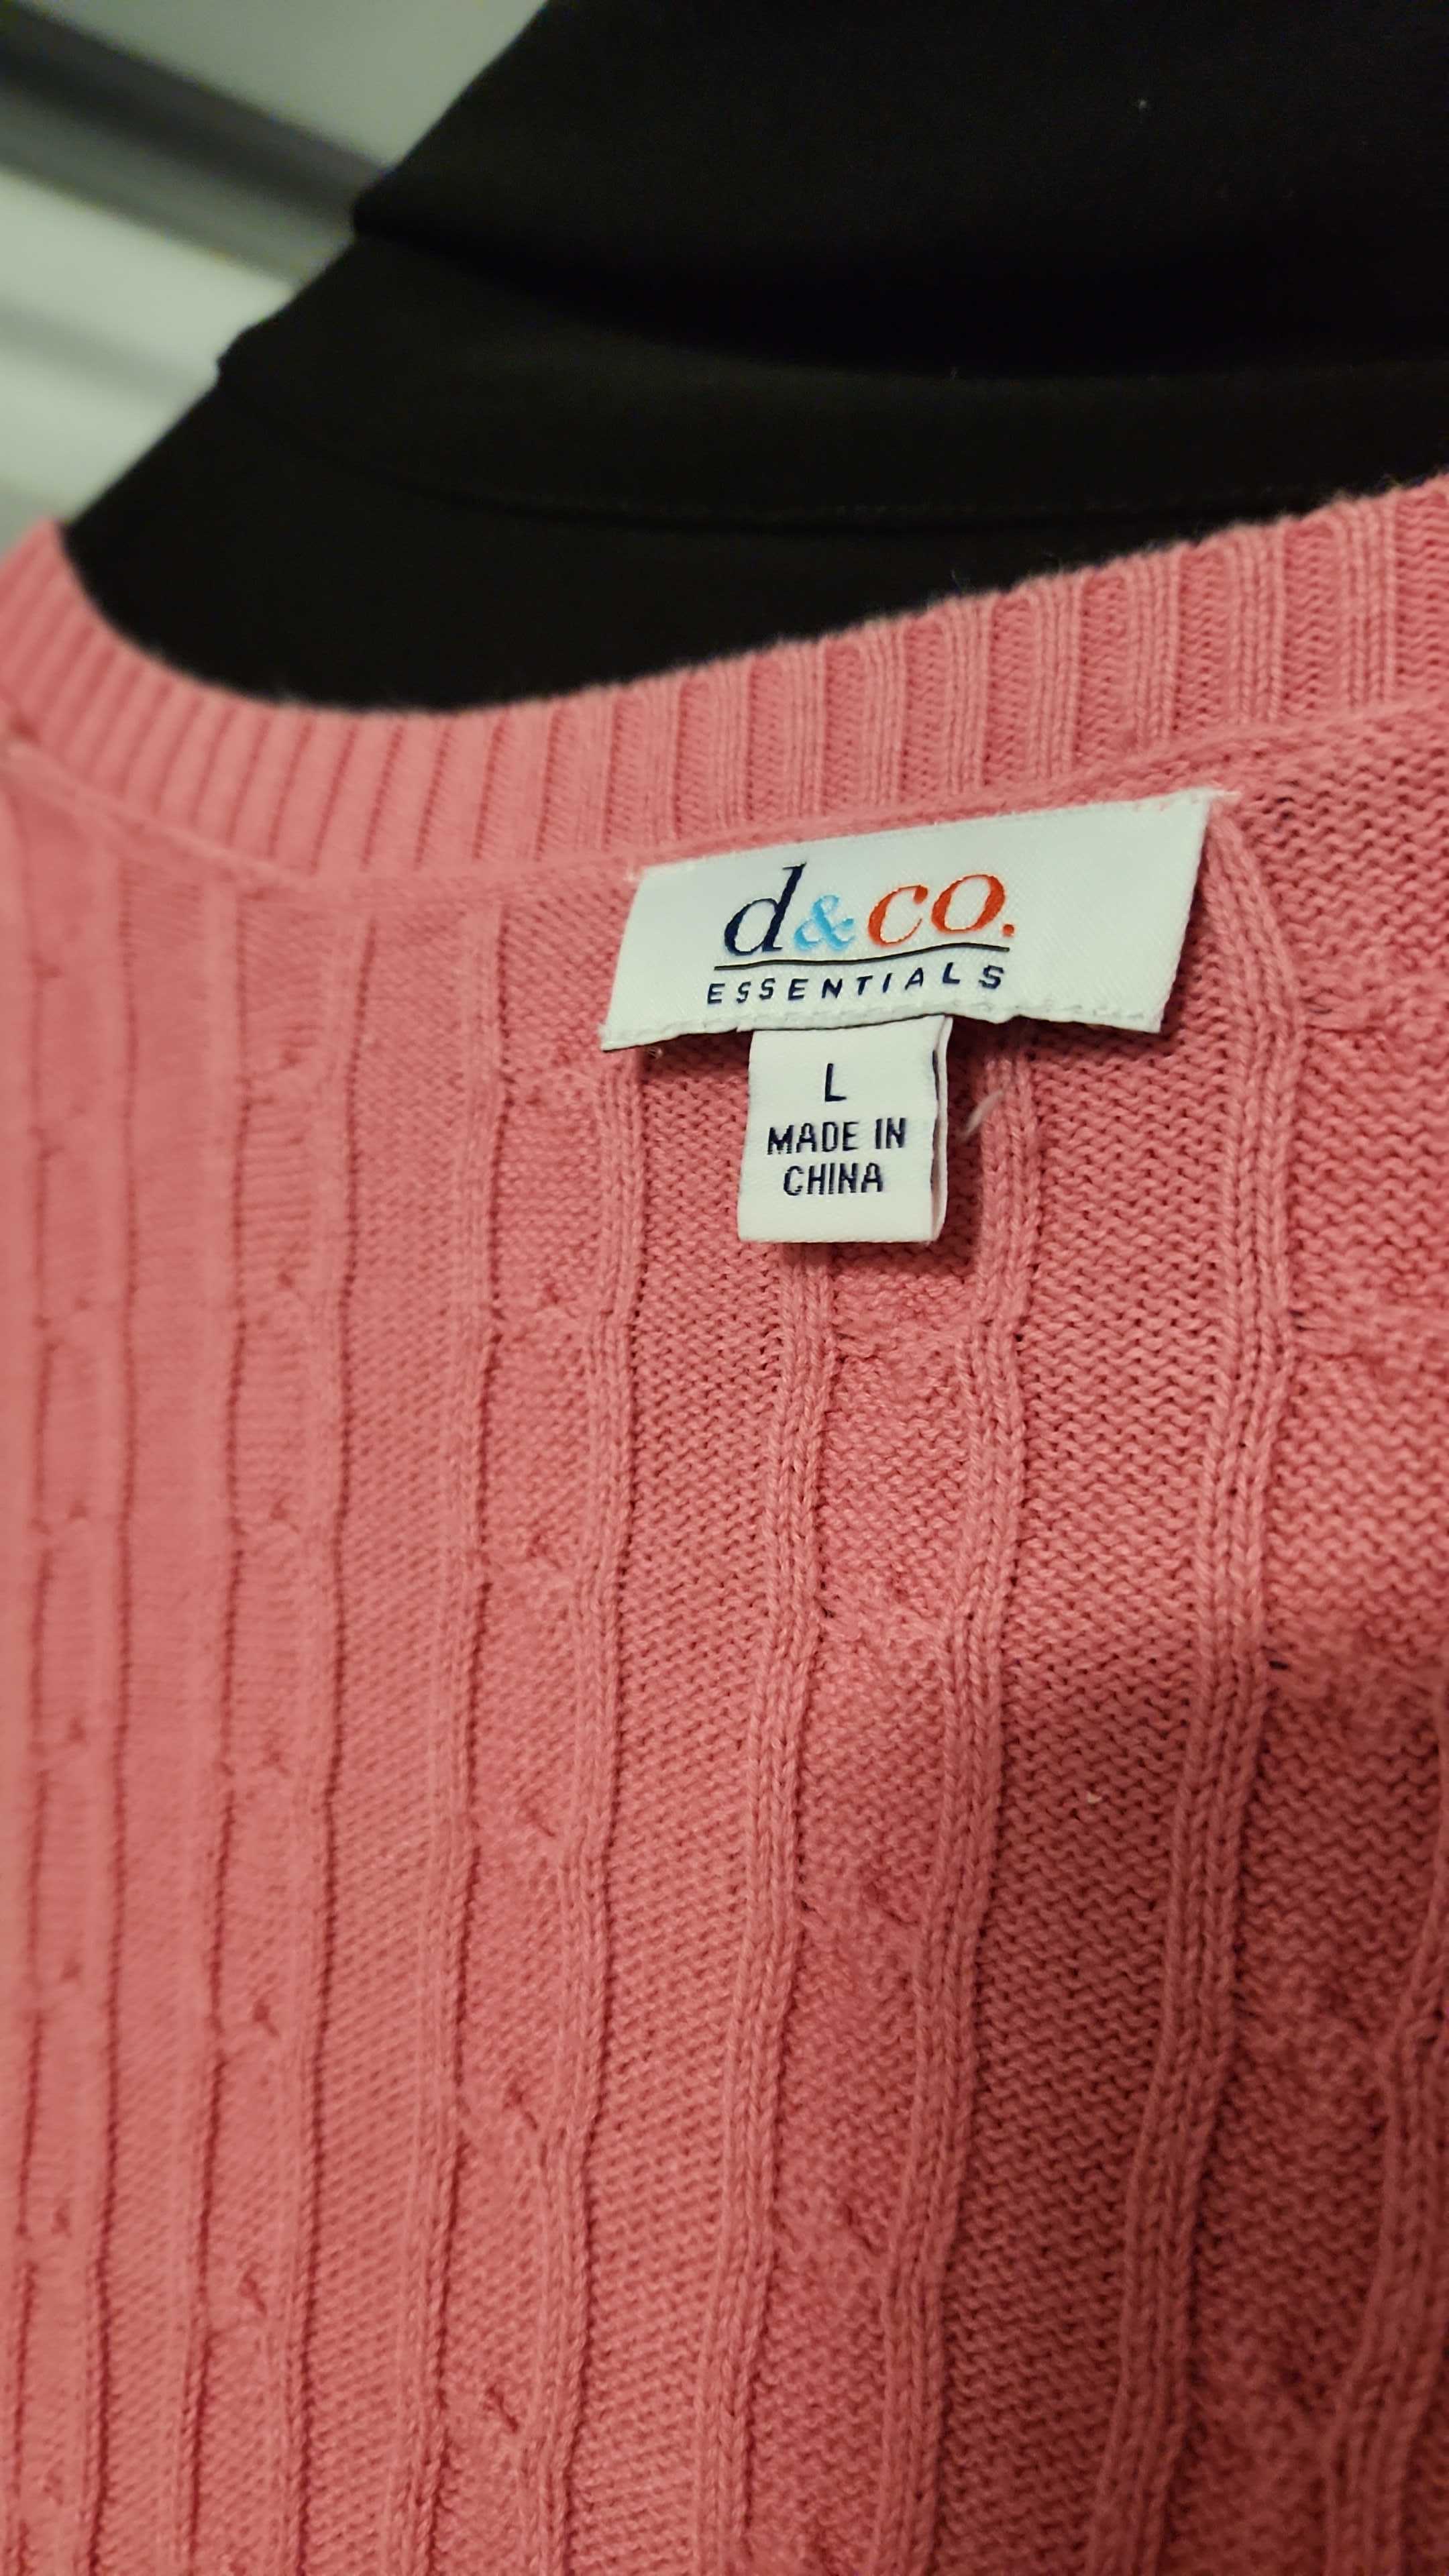 d&co.
ESSENTIALS
L
MADE IN
CHINA